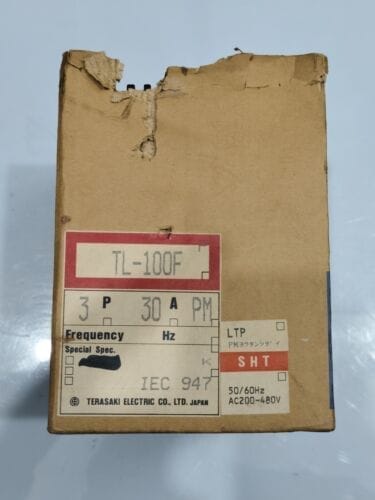 TL-100F
3 P 30 A PM
Frequency Hz
Special Spec.
K
IEC 947
TERASAKI ELECTRIC CO., LTD. JAPAN
LTP
SHT
50/60Hz
AC200-480V